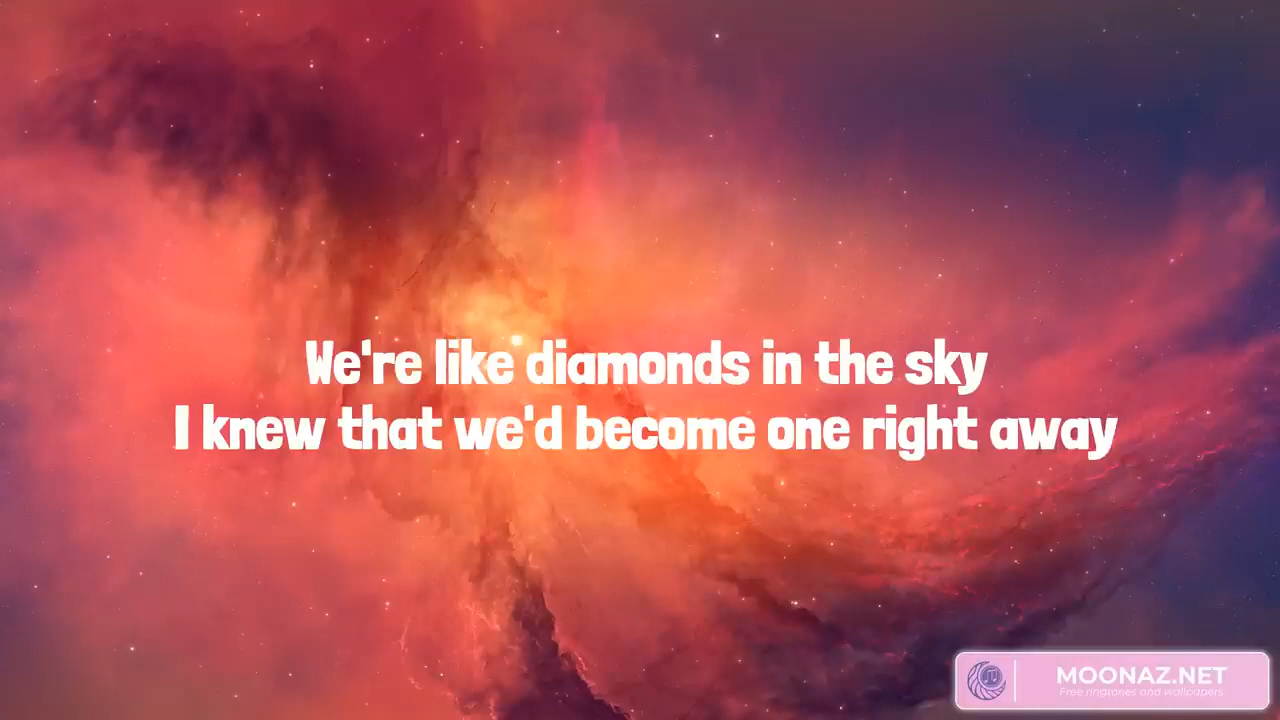 We're like diamonds in the sky
I knew that we'd become one right away
MOONAZ.NET
Free ringtones and wallpapers